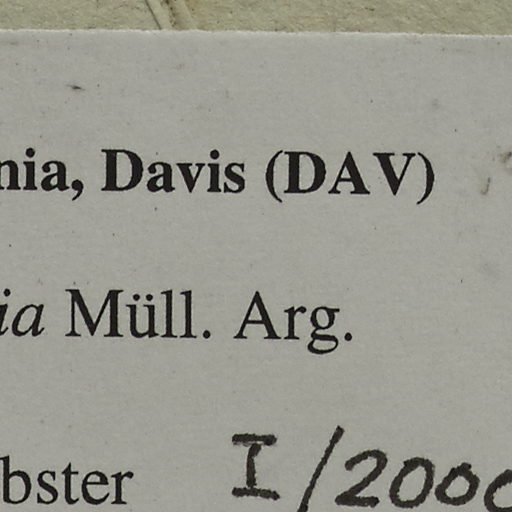 nia, Davis (DAV)
ia Müll. Arg.
bster I/2000